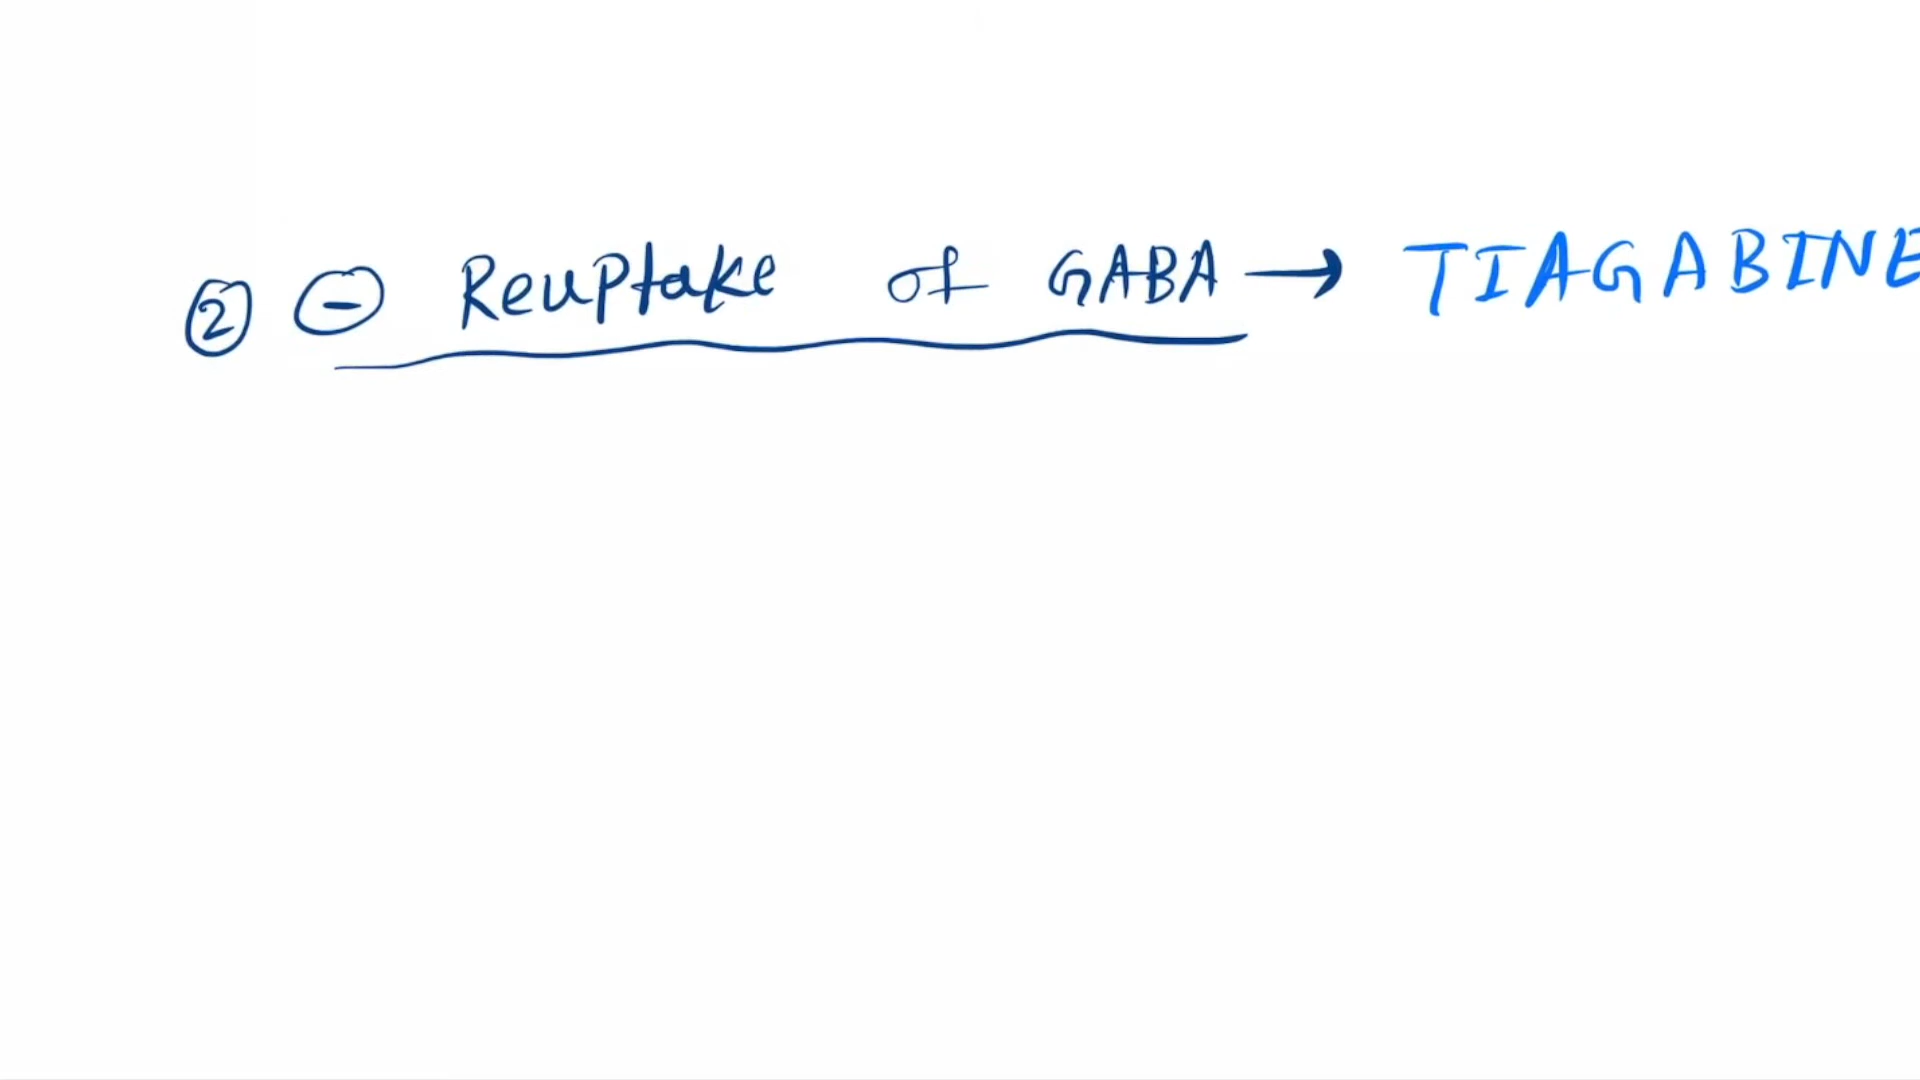 ② ⊖ Reuptake of GABA → TIAGABINE